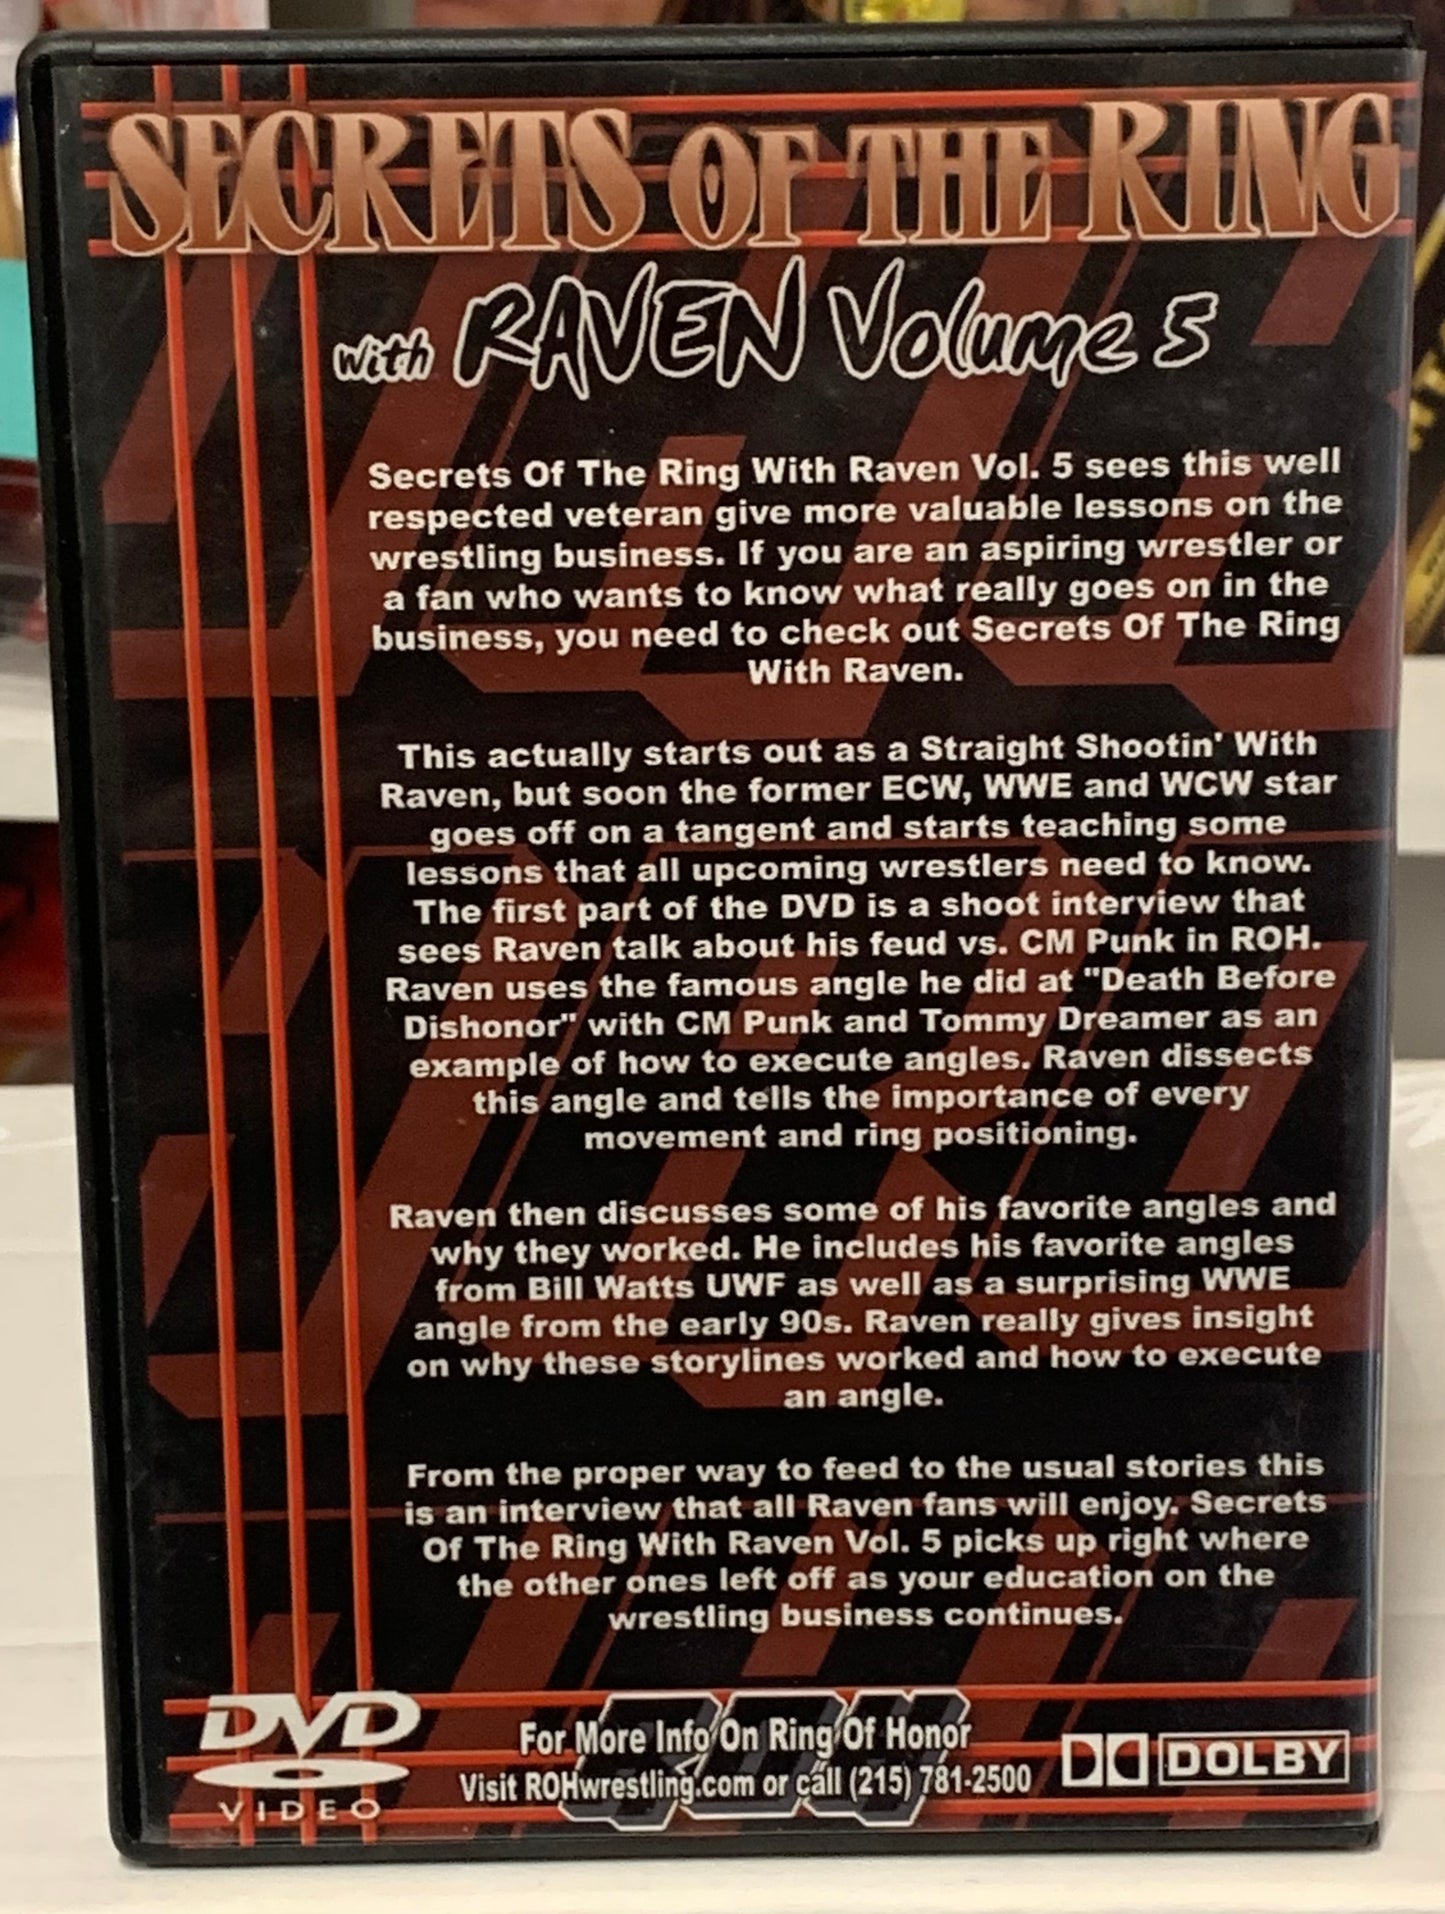 SECRETS OF THE RING
with RAVEN Volume 5
Secrets Of The Ring With Raven Vol. 5 sees this well
respected veteran give more valuable lessons on the
wrestling business. If you are an aspiring wrestler or
a fan who wants to know what really goes on in the
business, you need to check out Secrets Of The Ring
With Raven.
This actually starts out as a Straight Shootin' With
Raven, but soon the former ECW, WWE and WCW star
goes off on a tangent and starts teaching some
lessons that all upcoming wrestlers need to know.
The first part of the DVD is a shoot interview that
sees Raven talk about his feud vs. CM Punk in ROH.
Raven uses the famous angle he did at "Death Before
Dishonor" with CM Punk and Tommy Dreamer as an
example of how to execute angles. Raven dissects
this angle and tells the importance of every
movement and ring positioning.
Raven then discusses some of his favorite angles and
why they worked. He includes his favorite angles
from Bill Watts UWF as well as a surprising WWE
angle from the early 90s. Raven really gives insight
on why these storylines worked and how to execute
an angle.
From the proper way to feed to the usual stories this
is an interview that all Raven fans will enjoy. Secrets
Of The Ring With Raven Vol. 5 picks up right where
the other ones left off as your education on the
wrestling business continues.
DVD
VIDEO
For More Info On Ring Of Honor
Visit ROHwrestling.com or call (215) 781-2500
DOLBY